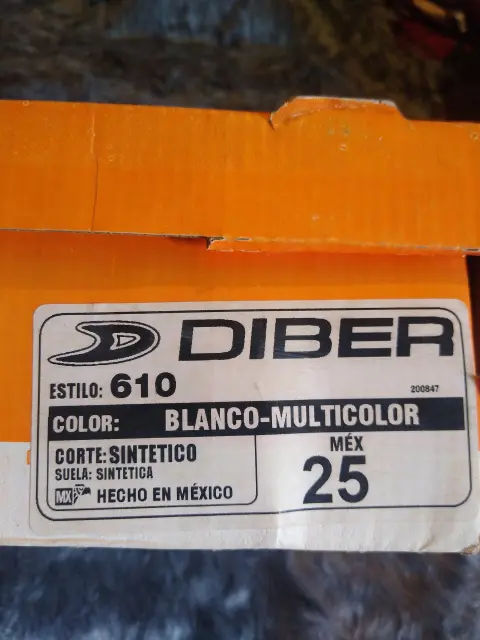 DIBER
ESTILO: 610
200847
COLOR: BLANCO-MULTICOLOR
CORTE: SINTETICO
SUELA: SINTETICA
MX HECHO EN MÉXICO
MÉX
25